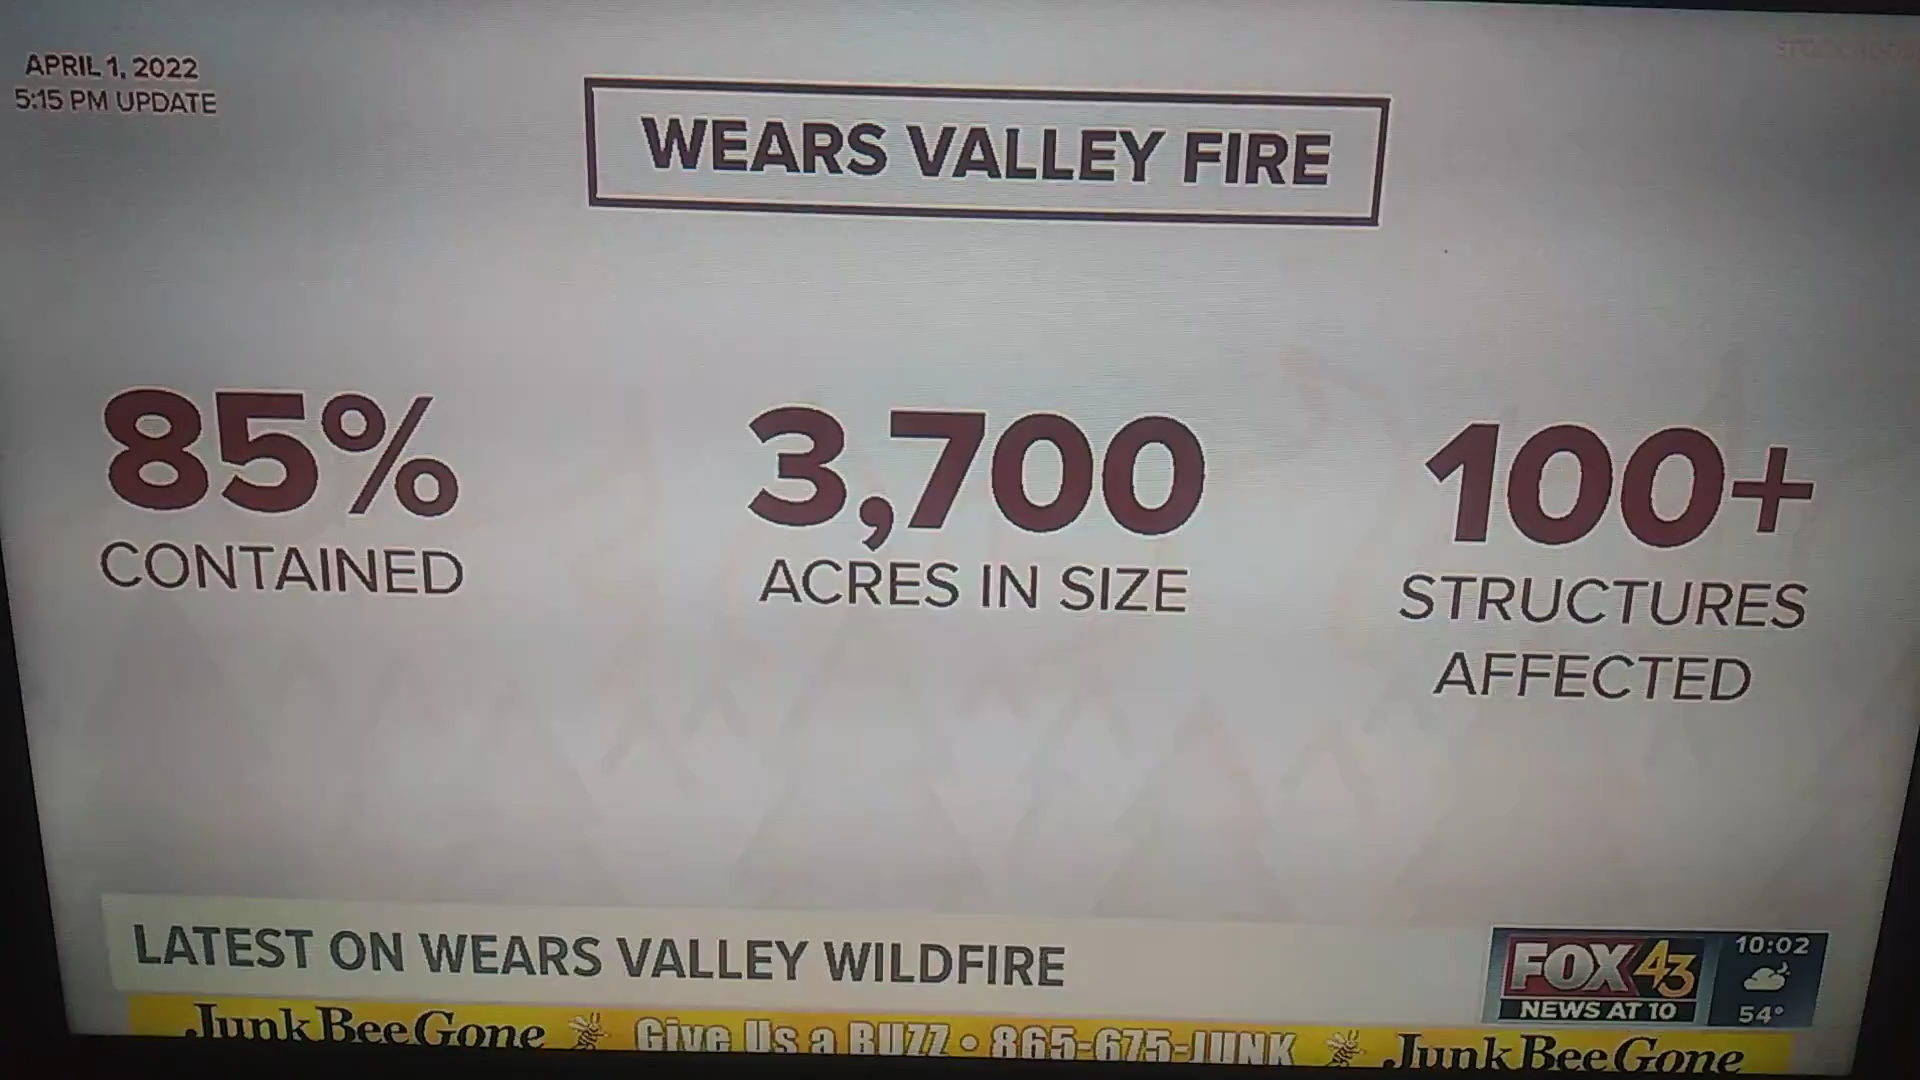 APRIL 1, 2022
5:15 PM UPDATE
WEARS VALLEY FIRE
85%
CONTAINED
3,700
ACRES IN SIZE
100+
STRUCTURES
AFFECTED
LATEST ON WEARS VALLEY WILDFIRE
FOX 43
NEWS AT 10
10:02
54°
JunkBeeGone Give Us a BUZZ • 865-675-JUNK JunkBeeGone